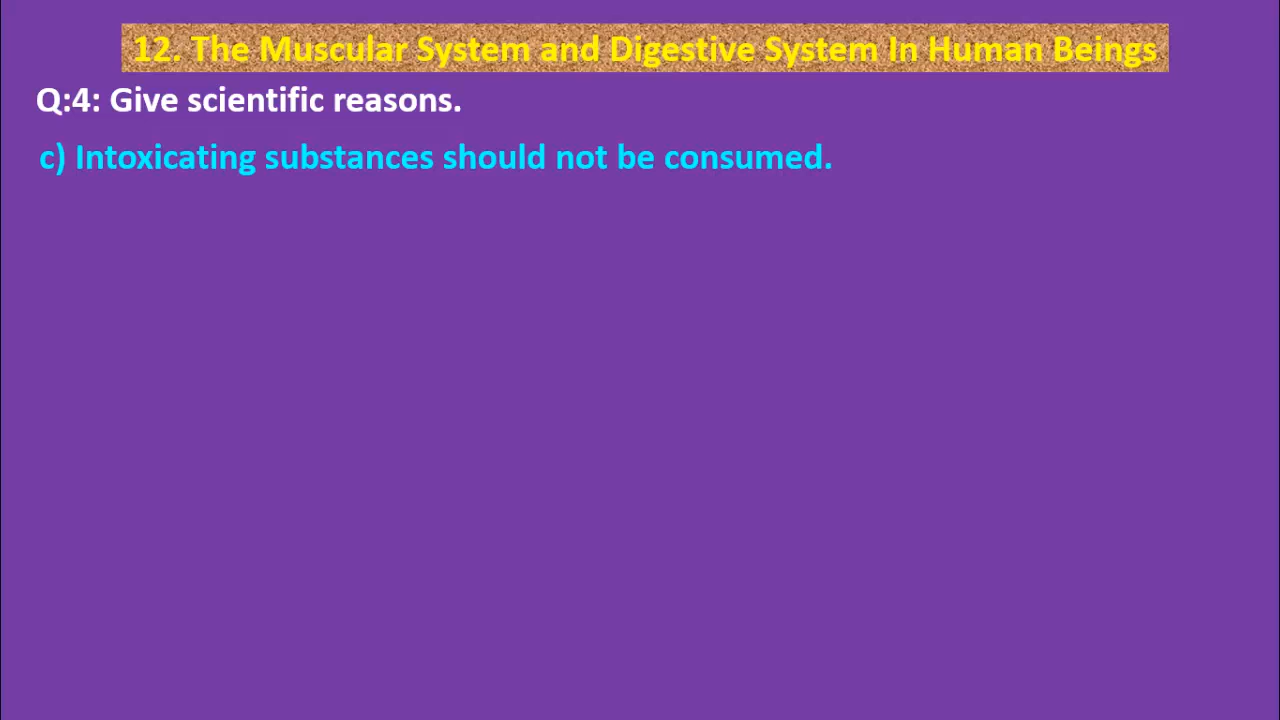 12. The Muscular System and Digestive System In Human Beings
Q:4: Give scientific reasons.
c) Intoxicating substances should not be consumed.